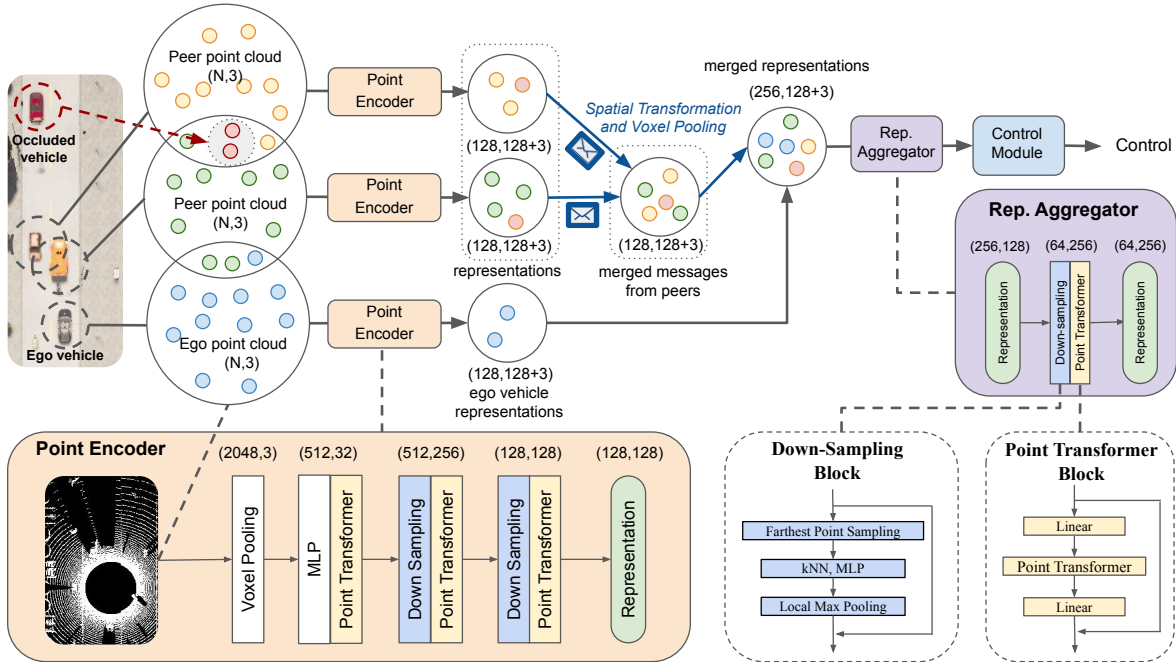 Occluded
vehicle
Ego vehicle
Peer point cloud
(N,3)
Peer point cloud
(N,3)
Ego point cloud
(N,3)
Point
Encoder
Point
Encoder
Point
Encoder
(128,128+3)
(128,128+3)
representations
(128,128+3)
ego vehicle
representations
Spatial Transformation
and Voxel Pooling
(128,128+3)
merged messages
from peers
merged representations
(256,128+3)
Rep.
Aggregator
Control
Module
Control
Rep. Aggregator
(256,128)
(64,256)
(64,256)
Representation
Down-sampling
Point Transformer
Representation
Point Encoder
(2048,3)
(512,32)
(512,256)
(128,128)
(128,128)
Voxel Pooling
MLP
Point Transformer
Down Sampling
Point Transformer
Down Sampling
Point Transformer
Representation
Down-Sampling
Block
Farthest Point Sampling
kNN, MLP
Local Max Pooling
Point Transformer
Block
Linear
Point Transformer
Linear